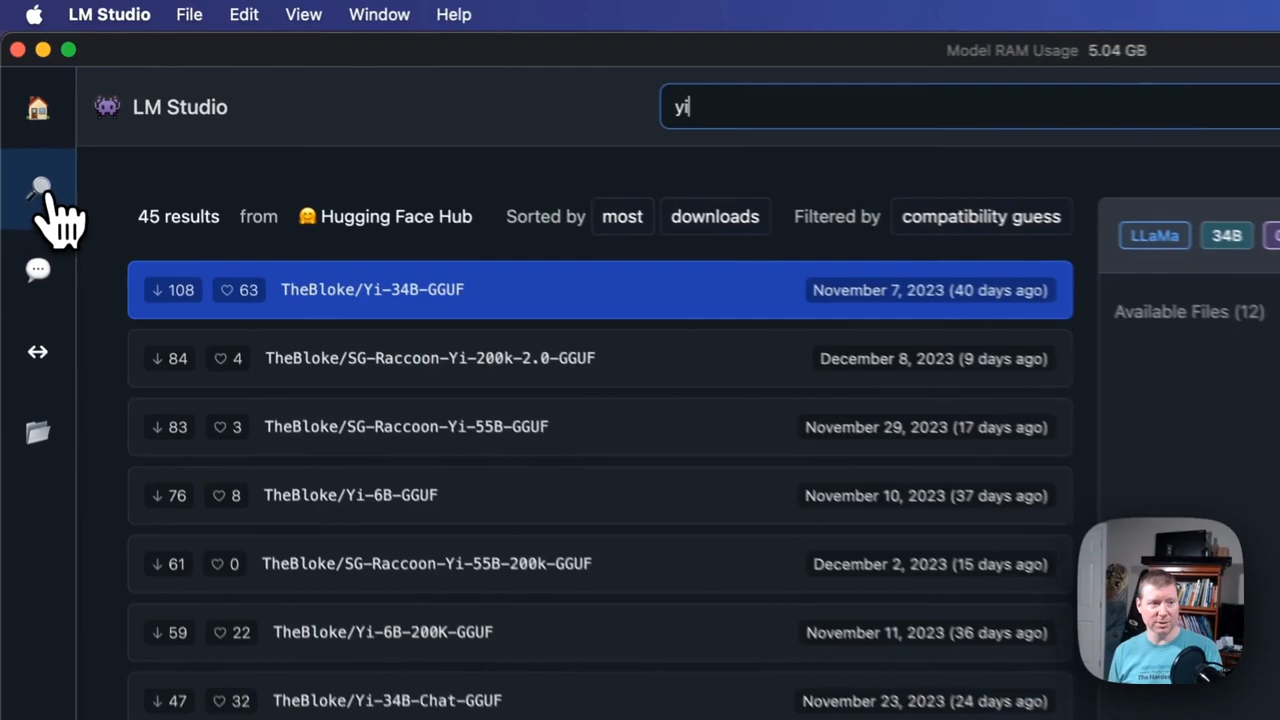 LM Studio File Edit View Window Help
Model RAM Usage 5.04 GB
LM Studio
yi
45 results from Hugging Face Hub Sorted by most downloads Filtered by compatibility guess
LLaMa 34B
108 63 TheBloke/Yi-34B-GGUF November 7, 2023 (40 days ago)
Available Files (12)
84 4 TheBloke/SG-Raccoon-Yi-200k-2.0-GGUF December 8, 2023 (9 days ago)
83 3 TheBloke/SG-Raccoon-Yi-55B-GGUF November 29, 2023 (17 days ago)
76 8 TheBloke/Yi-6B-GGUF November 10, 2023 (37 days ago)
61 0 TheBloke/SG-Raccoon-Yi-55B-200k-GGUF December 2, 2023 (15 days ago)
59 22 TheBloke/Yi-6B-200K-GGUF November 11, 2023 (36 days ago)
47 32 TheBloke/Yi-34B-Chat-GGUF November 23, 2023 (24 days ago)